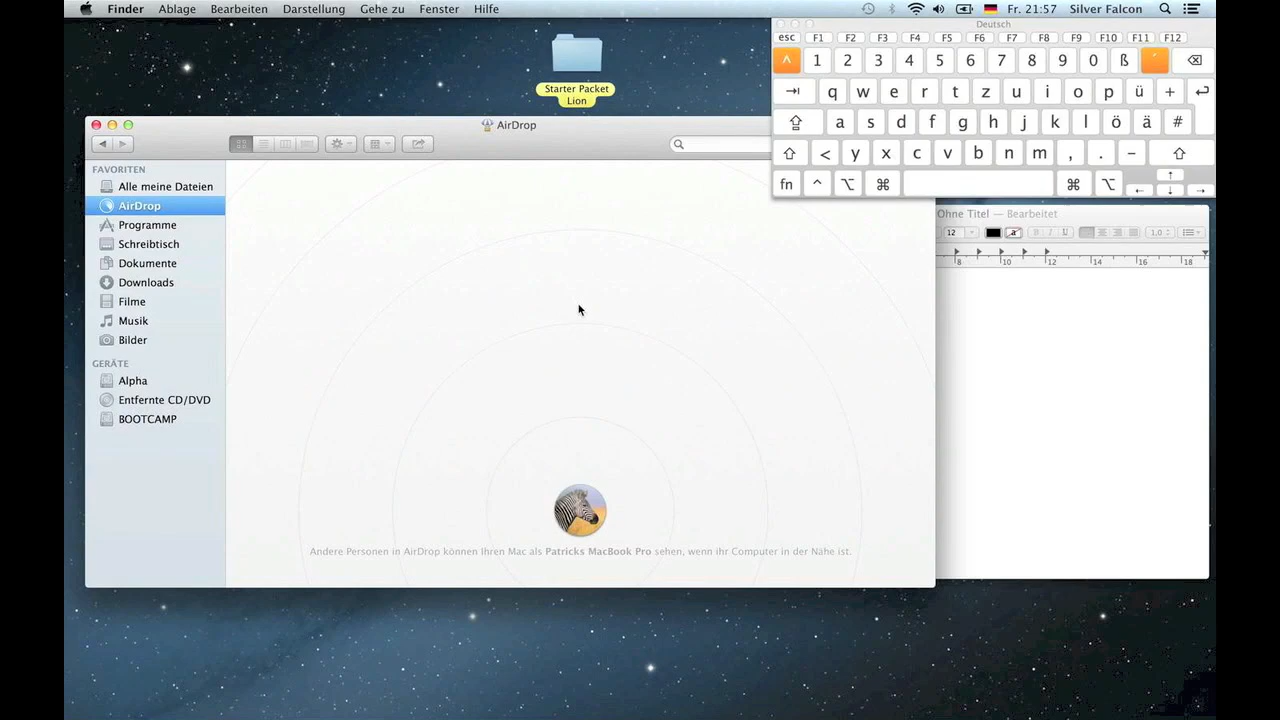 Finder Ablage Bearbeiten Darstellung Gehe zu Fenster Hilfe Fr. 21:57 Silver Falcon
Starter Packet
Lion
Deutsch
esc F1 F2 F3 F4 F5 F6 F7 F8 F9 F10 F11 F12
^ 1 2 3 4 5 6 7 8 9 0 ß ´
q w e r t z u i o p ü +
a s d f g h j k l ö ä #
< y x c v b n m , . -
fn ^ ⌥ ⌘ ⌘ ⌥
AirDrop
FAVORITEN
Alle meine Dateien
AirDrop
Programme
Schreibtisch
Dokumente
Downloads
Filme
Musik
Bilder
GERÄTE
Alpha
Entfernte CD/DVD
BOOTCAMP
Andere Personen in AirDrop können Ihren Mac als Patricks MacBook Pro sehen, wenn ihr Computer in der Nähe ist.
Ohne Titel — Bearbeitet
12 a B I U 1,0
8 10 12 14 16 18